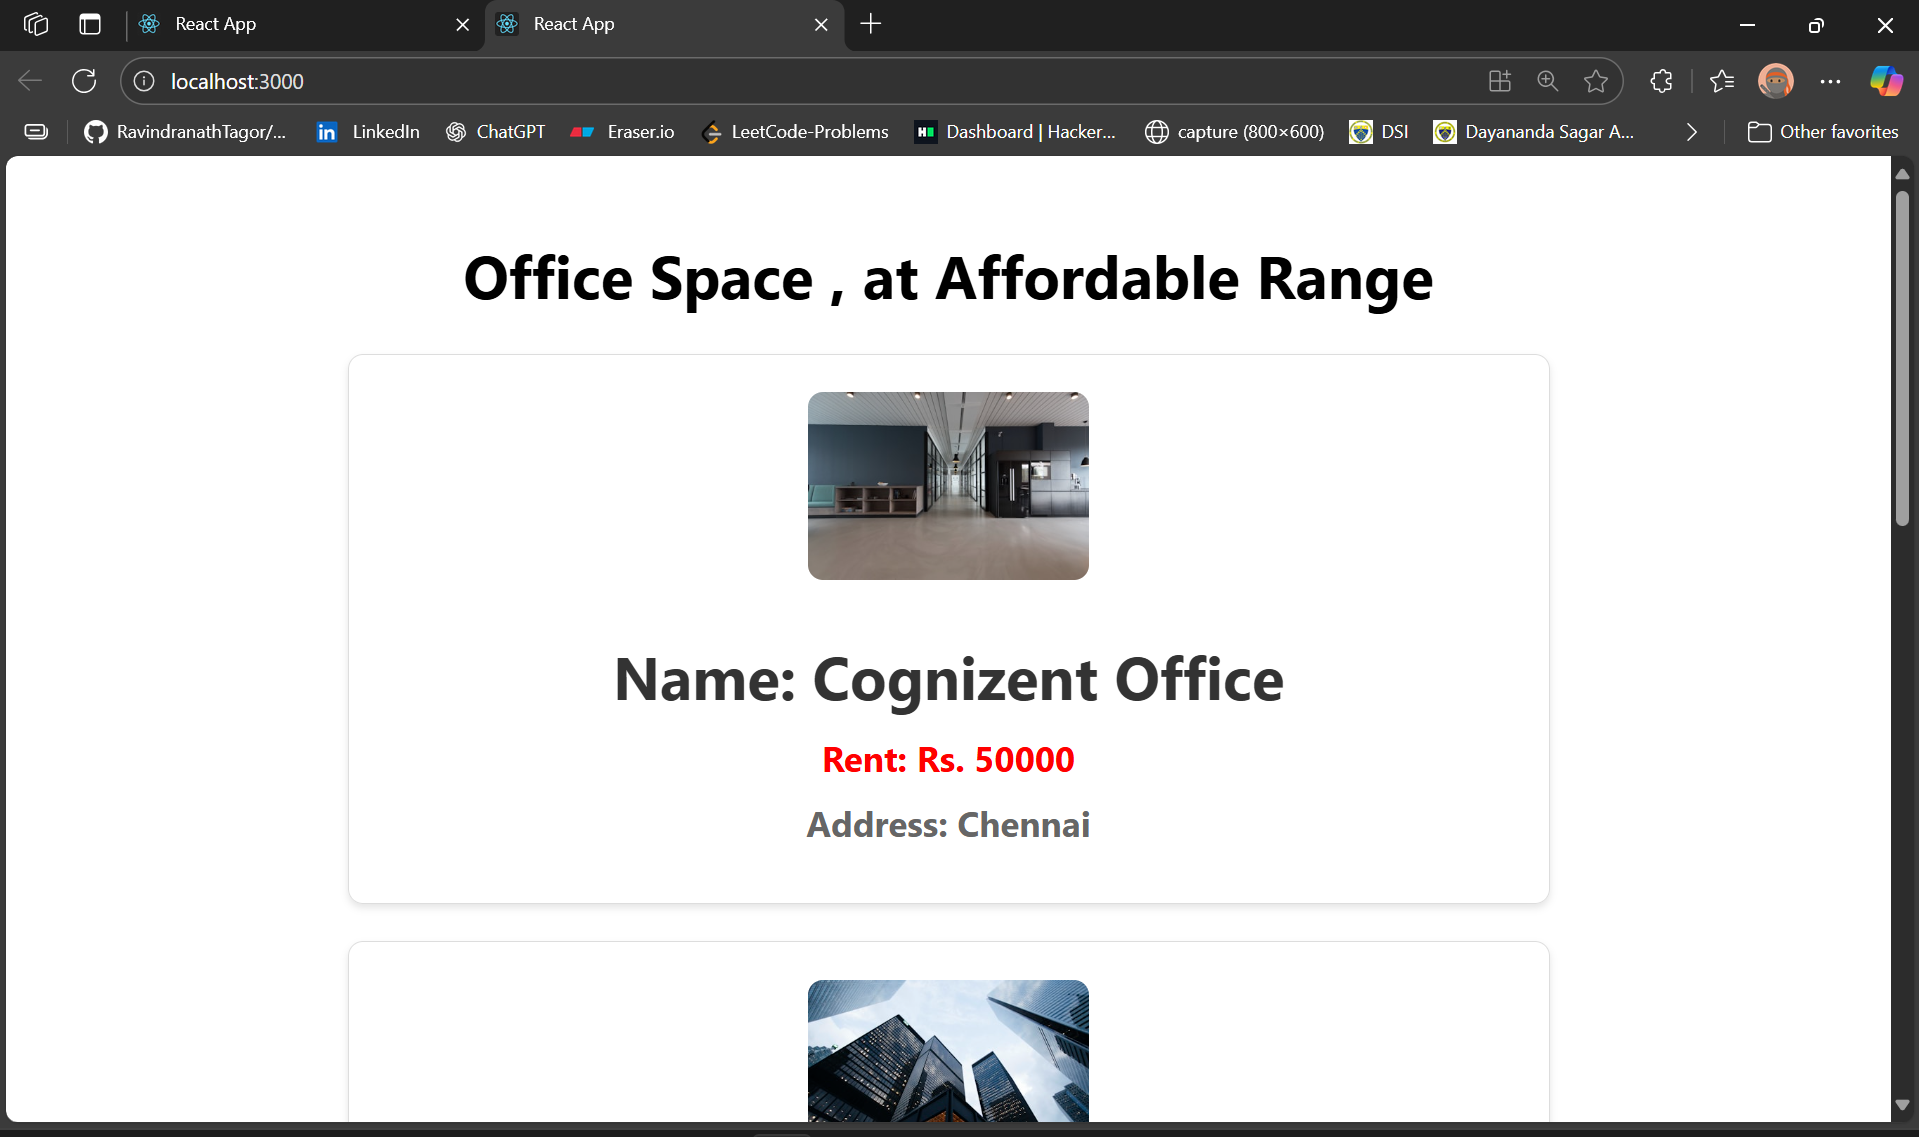 React App
React App
localhost:3000
RavindranathTagor/...
LinkedIn
ChatGPT
Eraser.io
LeetCode-Problems
Dashboard | Hacker...
capture (800×600)
DSI
Dayananda Sagar A...
Other favorites
Office Space , at Affordable Range
Name: Cognizent Office
Rent: Rs. 50000
Address: Chennai